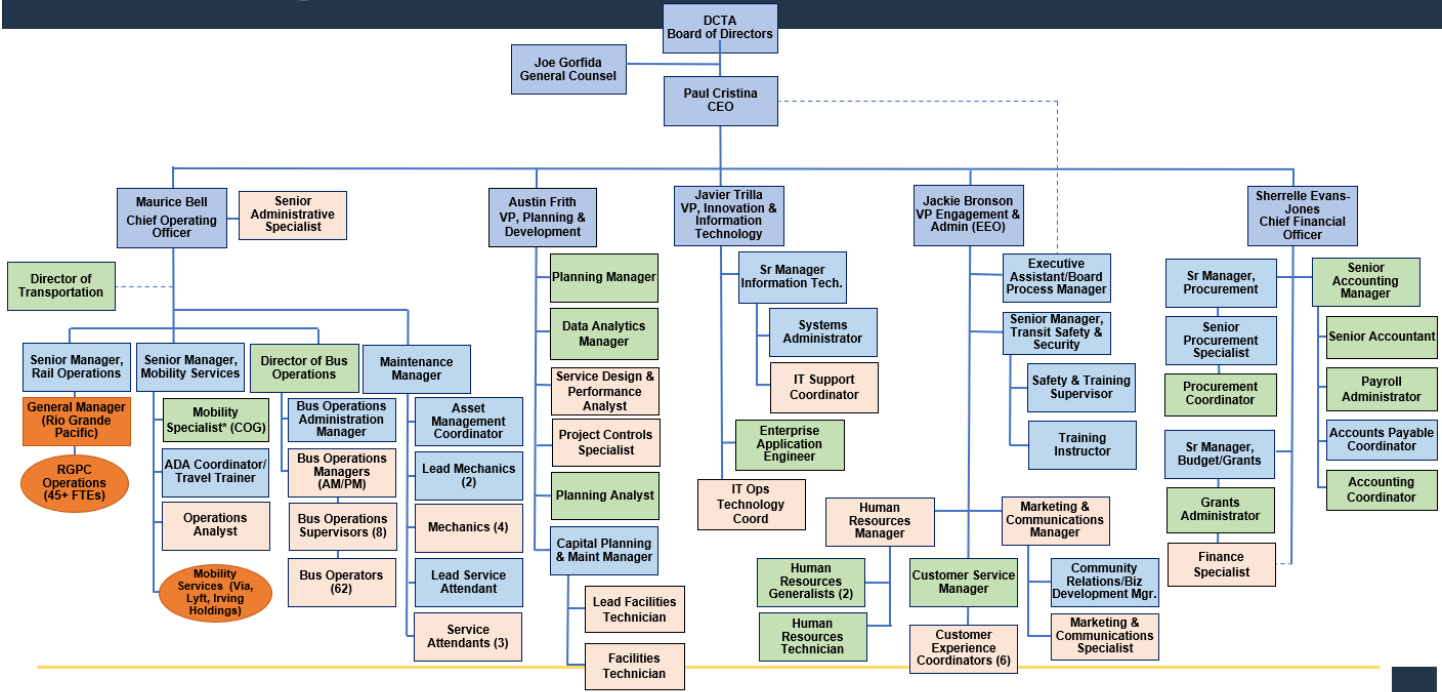 DCTA
Board of Directors
Joe Gorfida
General Counsel
Paul Cristina
CEO
Maurice Bell
Chief Operating
Officer
Senior
Administrative
Specialist
Director of
Transportation
Senior Manager,
Rail Operations
General Manager
(Rio Grande
Pacific)
RGPC
Operations
(45+ FTEs)
Senior Manager,
Mobility Services
Mobility
Specialist* (COG)
ADA Coordinator/
Travel Trainer
Operations
Analyst
Mobility
Services (Via,
Lyft, Irving
Holdings)
Director of Bus
Operations
Bus Operations
Administration
Manager
Bus Operations
Managers
(AM/PM)
Bus Operations
Supervisors (8)
Bus Operators
(62)
Maintenance
Manager
Asset
Management
Coordinator
Lead Mechanics
(2)
Mechanics (4)
Lead Service
Attendant
Service
Attendants (3)
Austin Frith
VP, Planning &
Development
Planning Manager
Data Analytics
Manager
Service Design &
Performance
Analyst
Project Controls
Specialist
Planning Analyst
Capital Planning
& Maint Manager
Lead Facilities
Technician
Facilities
Technician
Javier Trilla
VP, Innovation &
Information
Technology
Sr Manager
Information Tech.
Systems
Administrator
IT Support
Coordinator
Enterprise
Application
Engineer
IT Ops
Technology
Coord
Jackie Bronson
VP Engagement &
Admin (EEO)
Executive
Assistant/Board
Process Manager
Senior Manager,
Transit Safety &
Security
Safety & Training
Supervisor
Training
Instructor
Human
Resources
Manager
Human
Resources
Generalists (2)
Human
Resources
Technician
Customer Service
Manager
Customer
Experience
Coordinators (6)
Marketing &
Communications
Manager
Community
Relations/Biz
Development Mgr.
Marketing &
Communications
Specialist
Sherrelle Evans-
Jones
Chief Financial
Officer
Sr Manager,
Procurement
Senior
Procurement
Specialist
Procurement
Coordinator
Sr Manager,
Budget/Grants
Grants
Administrator
Finance
Specialist
Senior
Accounting
Manager
Senior Accountant
Payroll
Administrator
Accounts Payable
Coordinator
Accounting
Coordinator